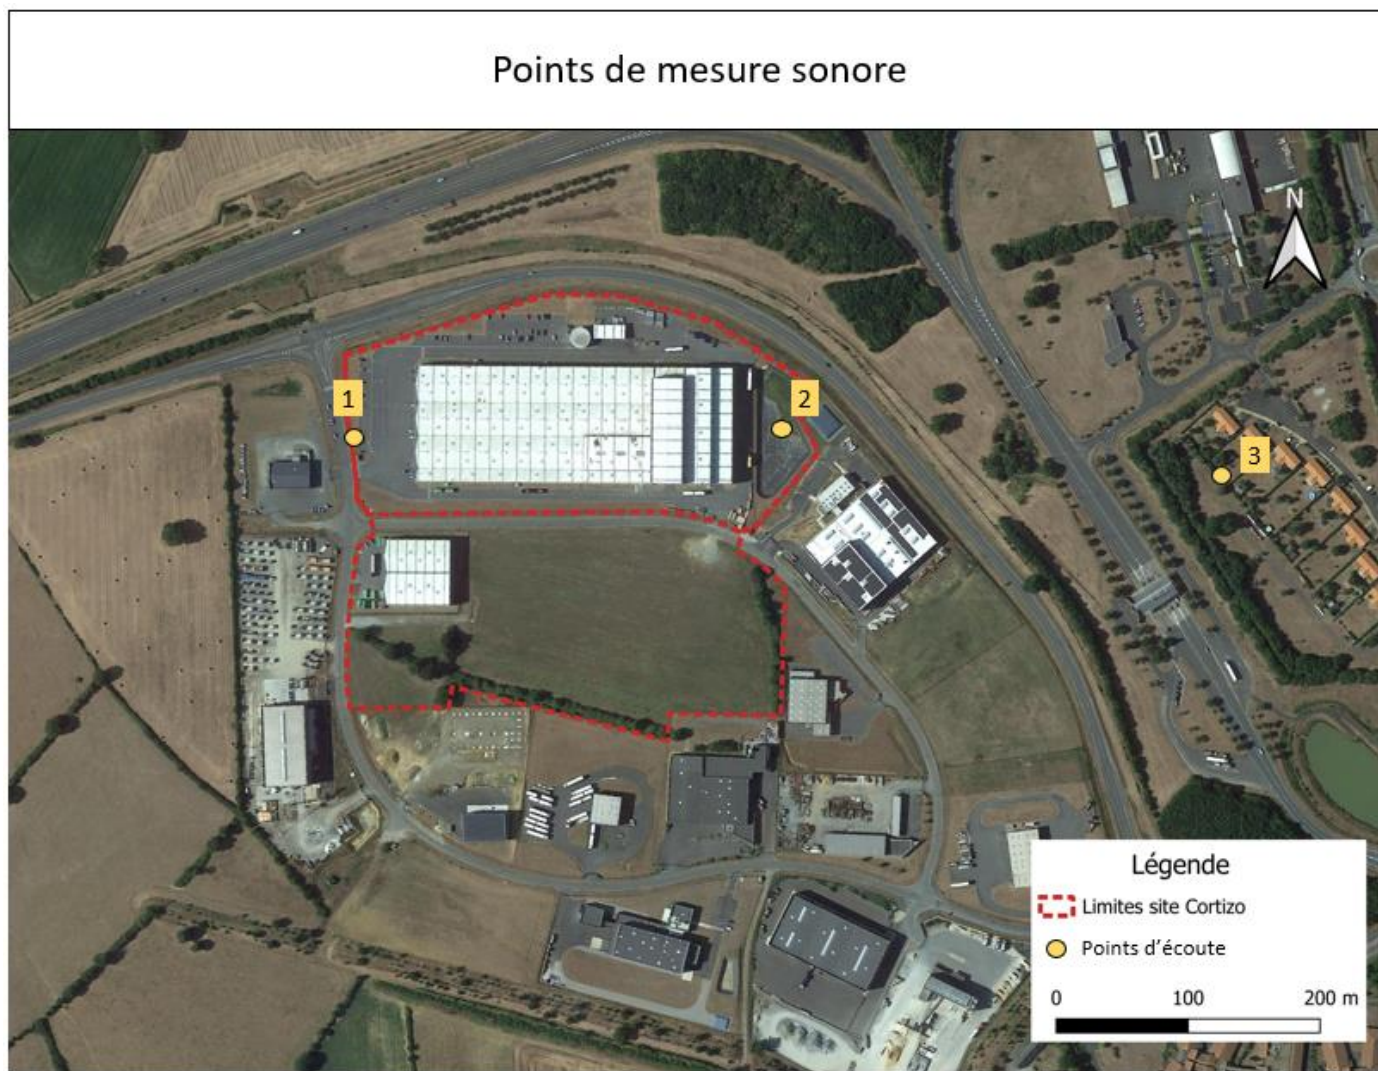 Points de mesure sonore
N
1
2
3
Légende
Limites site Cortizo
Points d'écoute
0 100 200 m